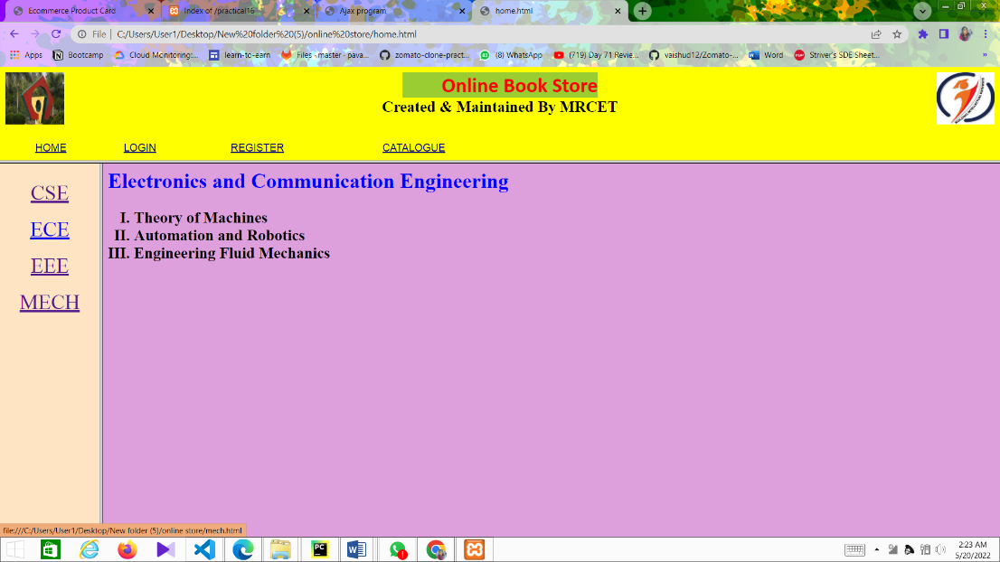 Ecommerce Product Card
Index of /practical16
Ajax program
home.html
File | C:/Users/User1/Desktop/New%20folder%20(5)/online%20store/home.html
Apps
Bootcamp
Cloud Monitoring:...
learn-to-earn
Files · master · pava...
zomato-clone-pract...
(8) WhatsApp
(719) Day 71 Revie...
vaishud12/Zomato-...
Word
Striver's SDE Sheet...
»
Online Book Store
Created & Maintained By MRCET
HOME LOGIN REGISTER CATALOGUE
CSE
ECE
EEE
MECH
Electronics and Communication Engineering
I. Theory of Machines
II. Automation and Robotics
III. Engineering Fluid Mechanics
file:///C:/Users/User1/Desktop/New folder (5)/online store/mech.html
PC
2:23 AM
5/20/2022